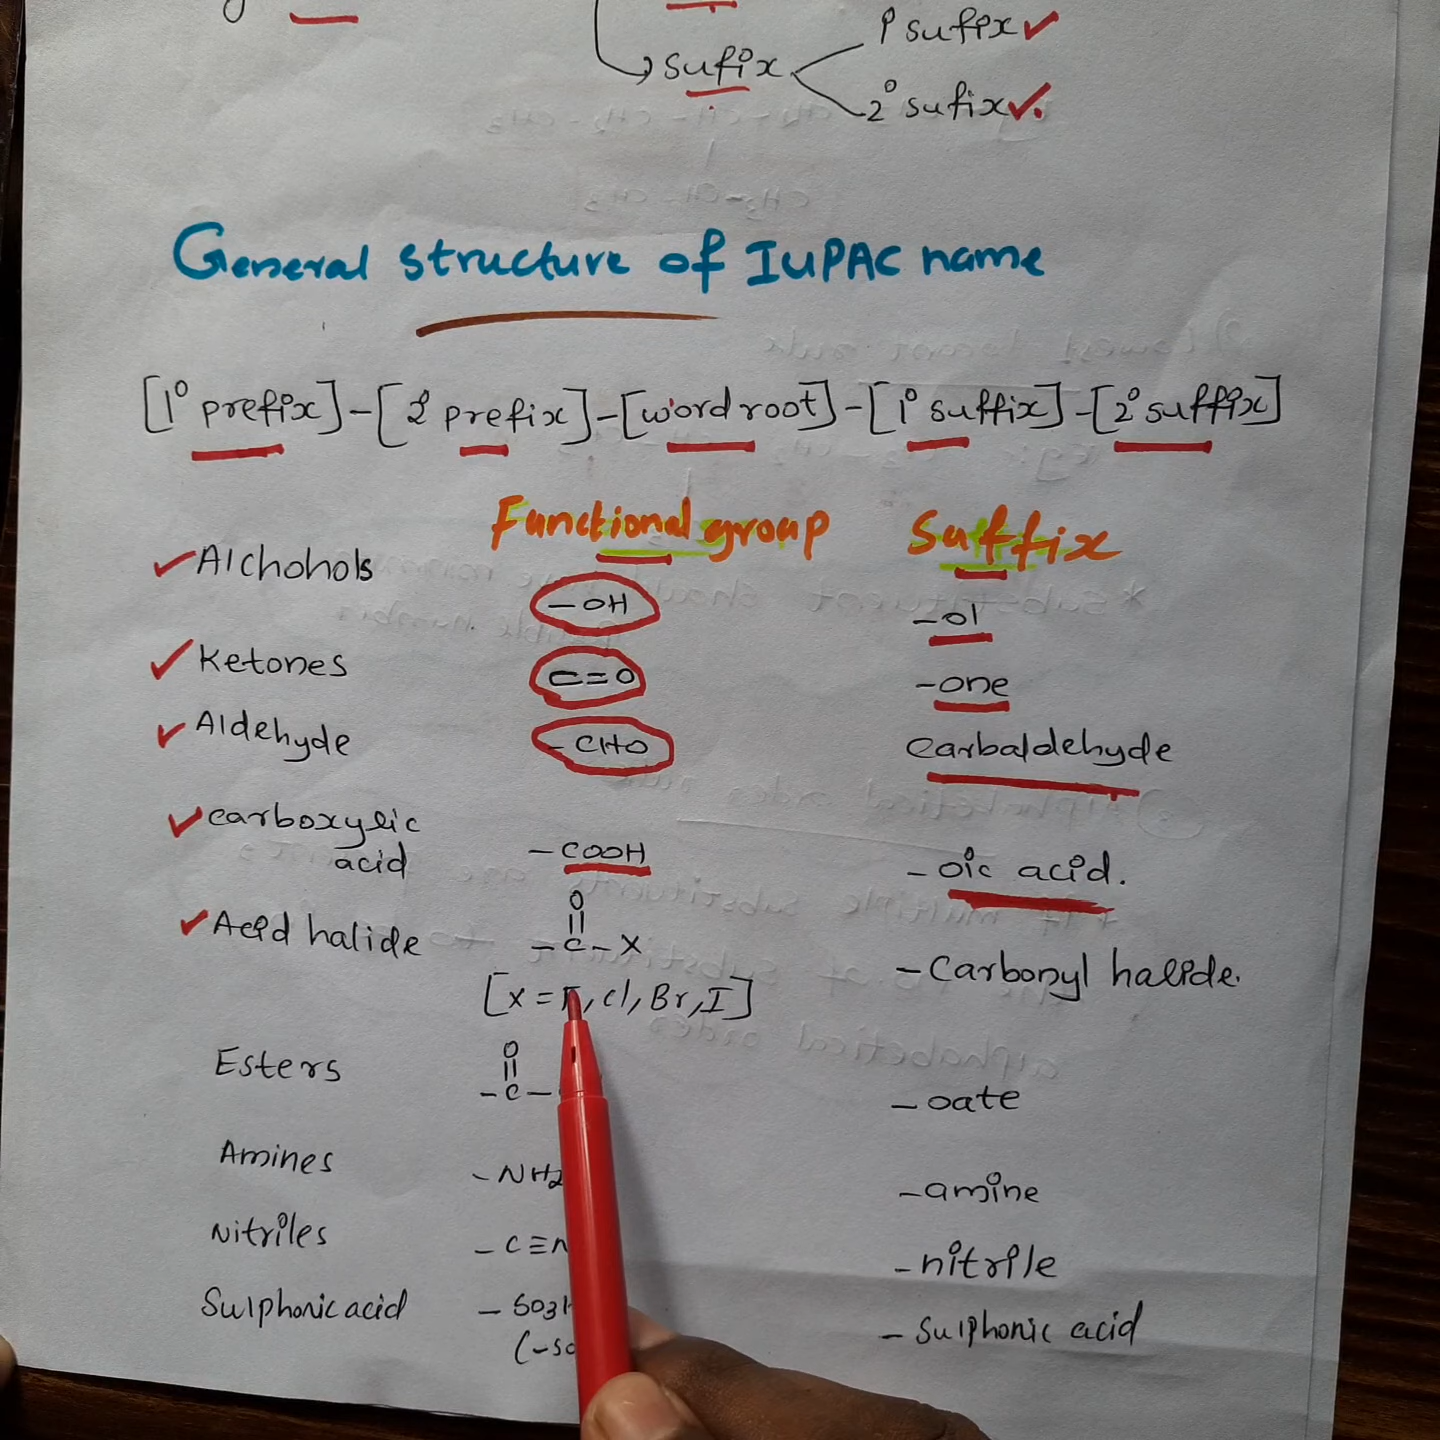 1 sufix
sufix
2° sufix
General structure of IUPAC name
[1° prefix]-[2° prefix]-[word root]-[1° suffix]-[2° suffix]
Functional group Suffix
Alchohols -OH -ol
Ketones C=O -one
Aldehyde -CHO Carbaldehyde
carboxylic
acid -COOH -oic acid.
O
||
Acid halide -C-X -Carbonyl halide.
[X=F, Cl, Br, I]
O
||
Esters -C- -oate
Amines -NH2 -amine
Nitriles -C≡N -nitrile
Sulphonic acid -SO3H -Sulphonic acid